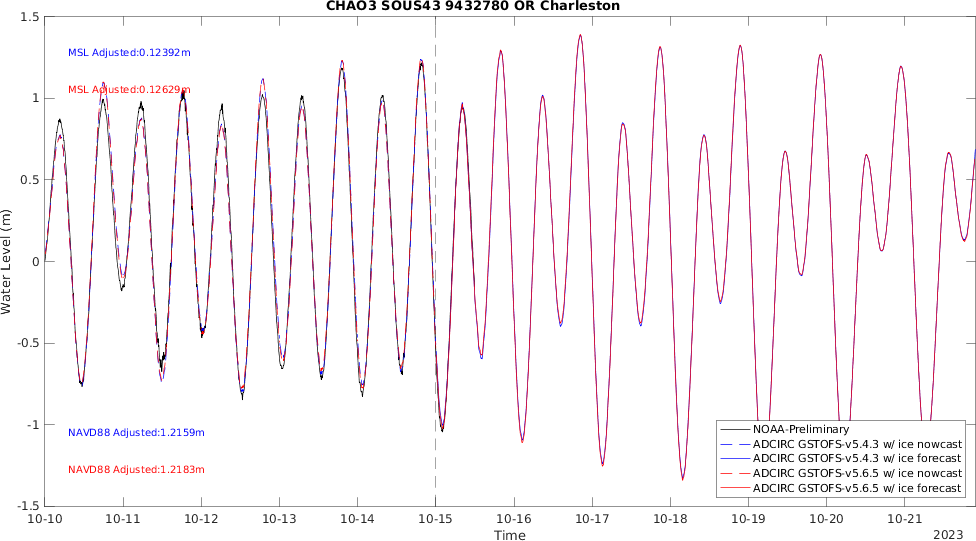 CHAO3 SOUS43 9432780 OR Charleston
1.5
1
0.5
0
-0.5
-1
-1.5
Water Level (m)
MSL Adjusted:0.12392m
MSL Adjusted:0.12629m
NAVD88 Adjusted:1.2159m
NAVD88 Adjusted:1.2183m
NOAA-Preliminary
ADCIRC GSTOFS-v5.4.3 w/ ice nowcast
ADCIRC GSTOFS-v5.4.3 w/ ice forecast
ADCIRC GSTOFS-v5.6.5 w/ ice nowcast
ADCIRC GSTOFS-v5.6.5 w/ ice forecast
10-10 10-11 10-12 10-13 10-14 10-15 10-16 10-17 10-18 10-19 10-20 10-21
Time
2023